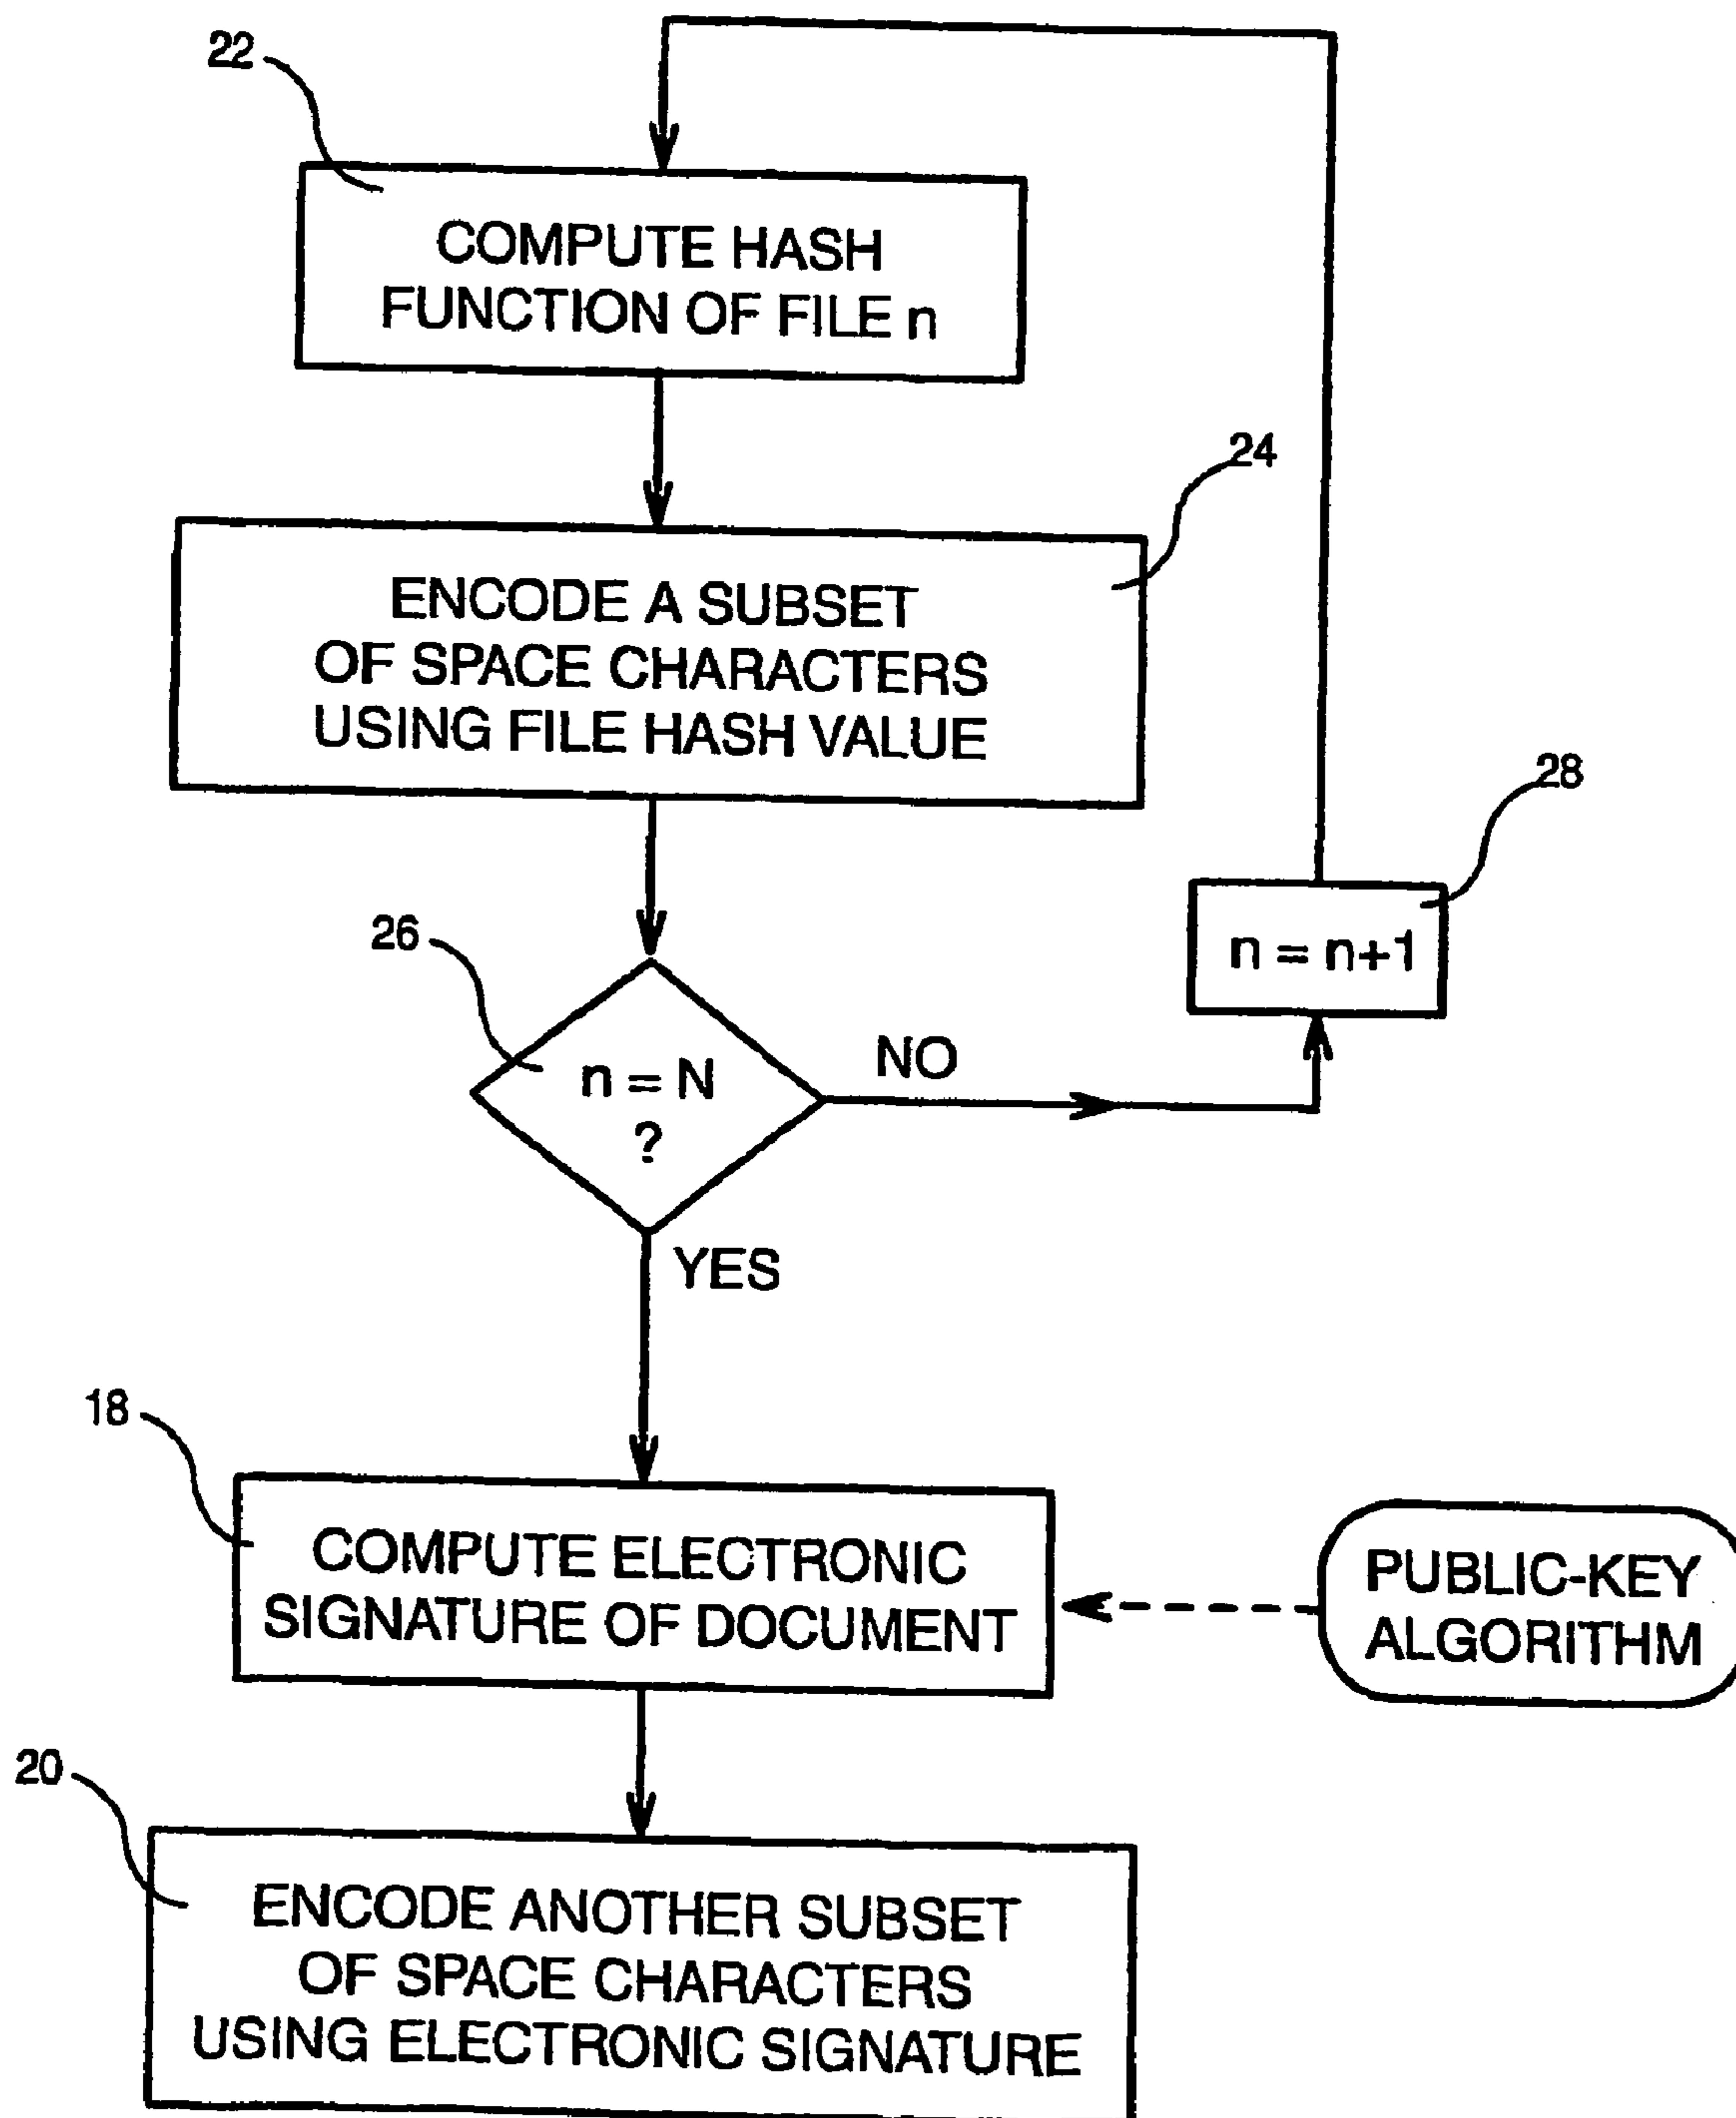 22
COMPUTE HASH
FUNCTION OF FILE n
24
ENCODE A SUBSET
OF SPACE CHARACTERS
USING FILE HASH VALUE
28
n = n+1
26
n = N
?
NO
YES
18
COMPUTE ELECTRONIC
SIGNATURE OF DOCUMENT
PUBLIC-KEY
ALGORITHM
20
ENCODE ANOTHER SUBSET
OF SPACE CHARACTERS
USING ELECTRONIC SIGNATURE